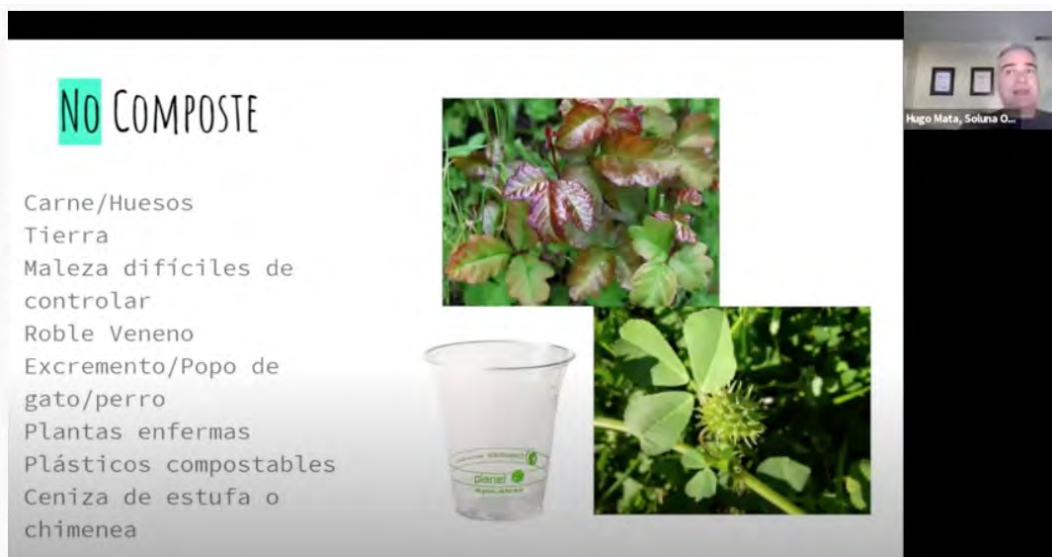 No Composte
Hugo Mata, Soluna O...
Carne/Huesos
Tierra
Maleza difíciles de
controlar
Roble Veneno
Excremento/Popo de
gato/perro
Plantas enfermas
Plásticos compostables
Ceniza de estufa o
chimenea
planet